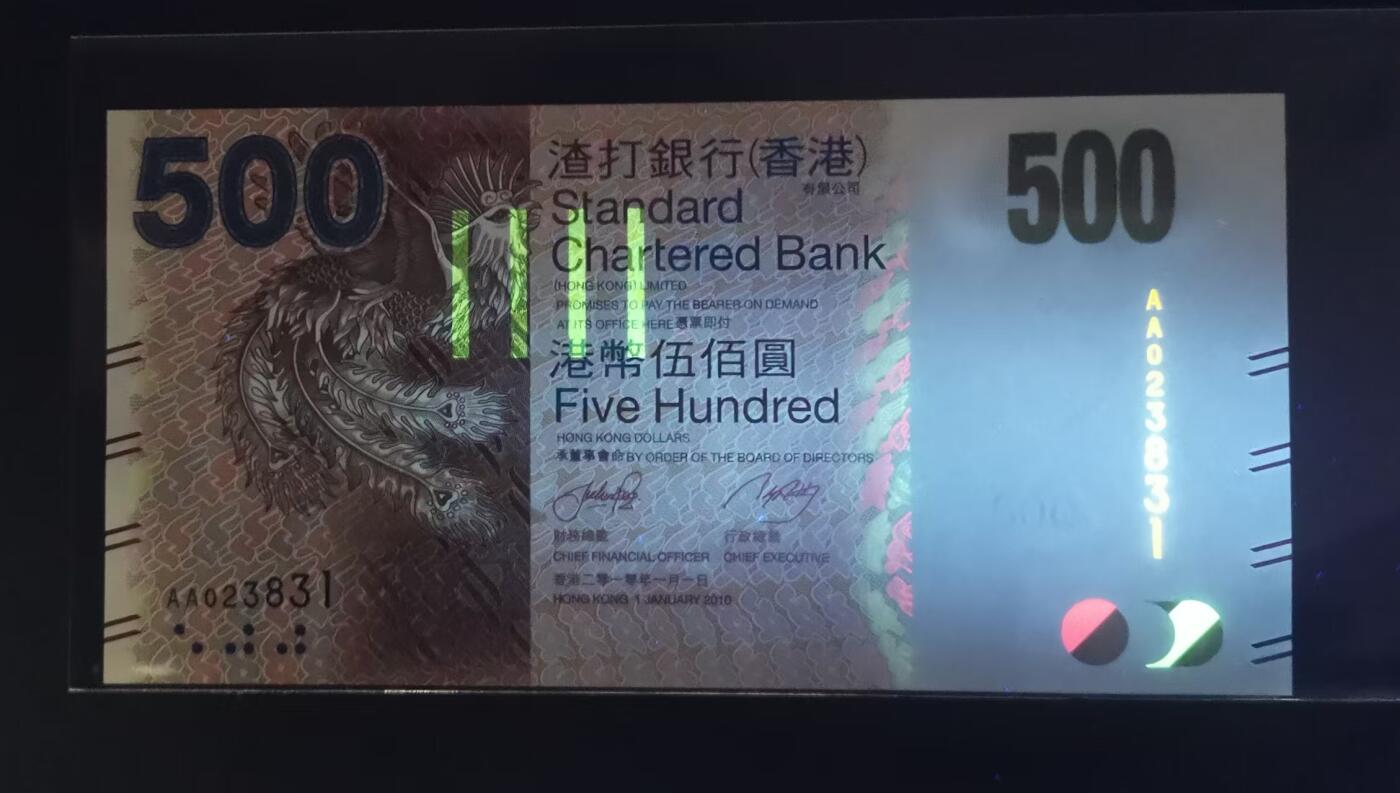 500
渣打銀行(香港)
有限公司
Standard
Chartered Bank
(HONG KONG) LIMITED
PROMISES TO PAY THE BEARER ON DEMAND
AT ITS OFFICE HERE 憑票即付
港幣伍佰圓
Five Hundred
HONG KONG DOLLARS
承董事會命 BY ORDER OF THE BOARD OF DIRECTORS
財務總監
CHIEF FINANCIAL OFFICER
行政總裁
CHIEF EXECUTIVE
香港二零一零年一月一日
HONG KONG 1 JANUARY 2010
AA023831
500
AA023831